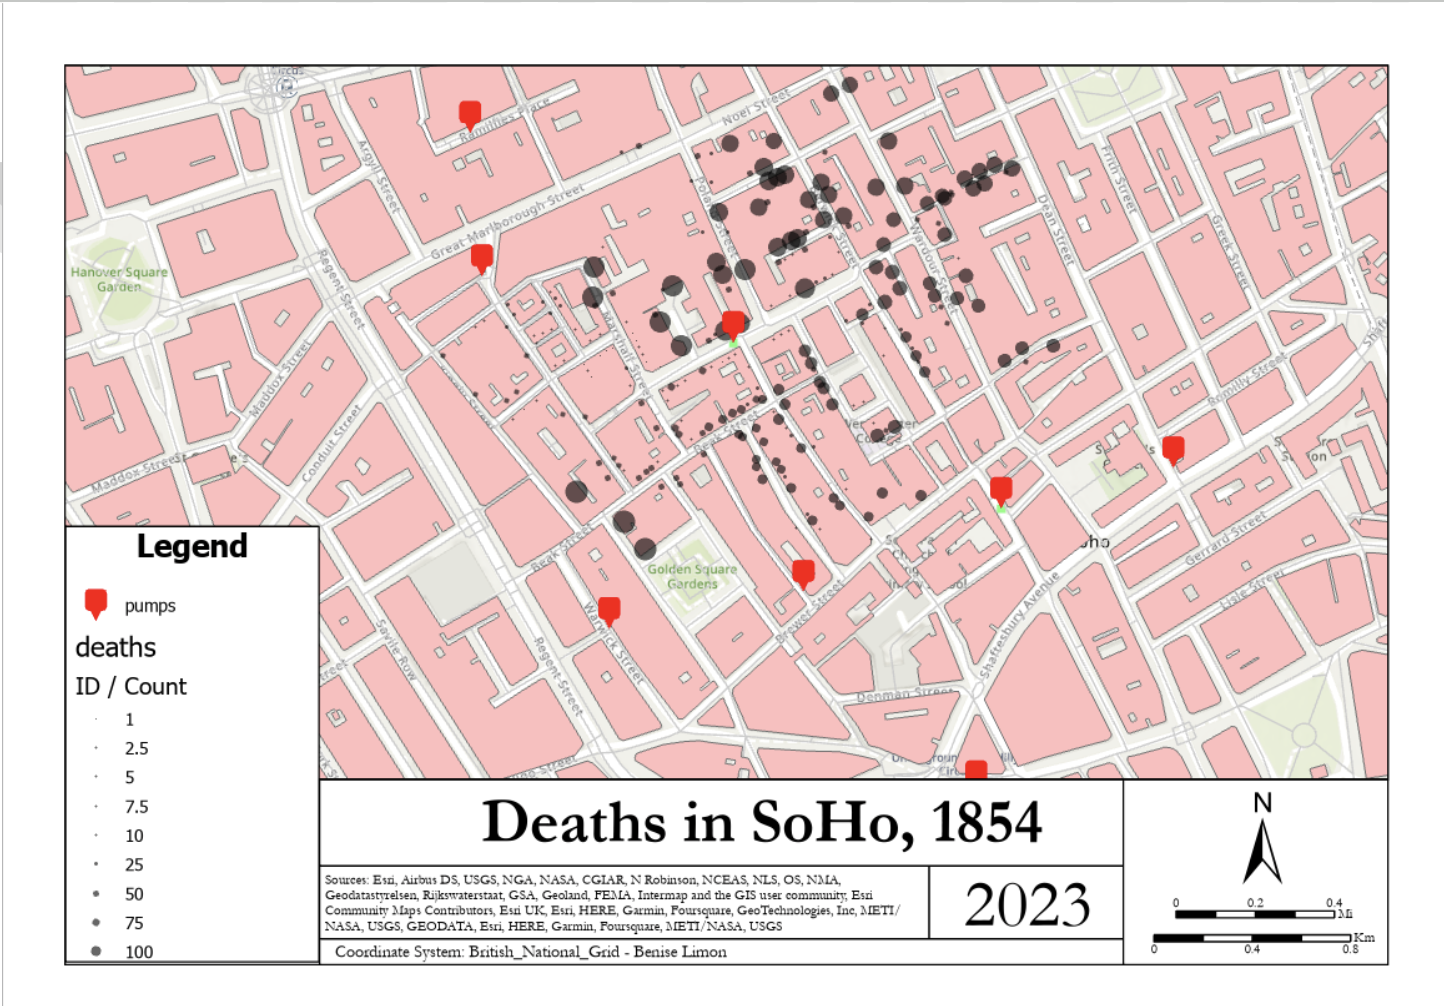 Circus
Ramillies Place
Noel Street
Argyll Street
Great Marlborough Street
Poland Street
Frith Street
Dean Street
Greek Street
Wardour Street
Hanover Square
Garden
Regent Street
Marshall Street
Maddox Street
Conduit Street
Romilly Street
Maddox Street
Beak Street
Beak Street
Golden Square
Gardens
Gerrard Street
Lisle Street
Warwick Street
Brewer Street
Shaftesbury Avenue
Savile Row
Regent Street
Denman Street
Legend
pumps
deaths
ID / Count
1
2.5
5
7.5
10
25
50
75
100
Deaths in SoHo, 1854
Sources: Esri, Airbus DS, USGS, NGA, NASA, CGIAR, N Robinson, NCEAS, NLS, OS, NMA,
Geodatastyrelsen, Rijkswaterstaat, GSA, Geoland, FEMA, Intermap and the GIS user community, Esri
Community Maps Contributors, Esri UK, Esri, HERE, Garmin, Foursquare, GeoTechnologies, Inc, METI/
NASA, USGS, GEODATA, Esri, HERE, Garmin, Foursquare, METI/NASA, USGS
2023
Coordinate System: British_National_Grid - Benise Limon
N
0 0.2 0.4
Mi
Km
0 0.4 0.8